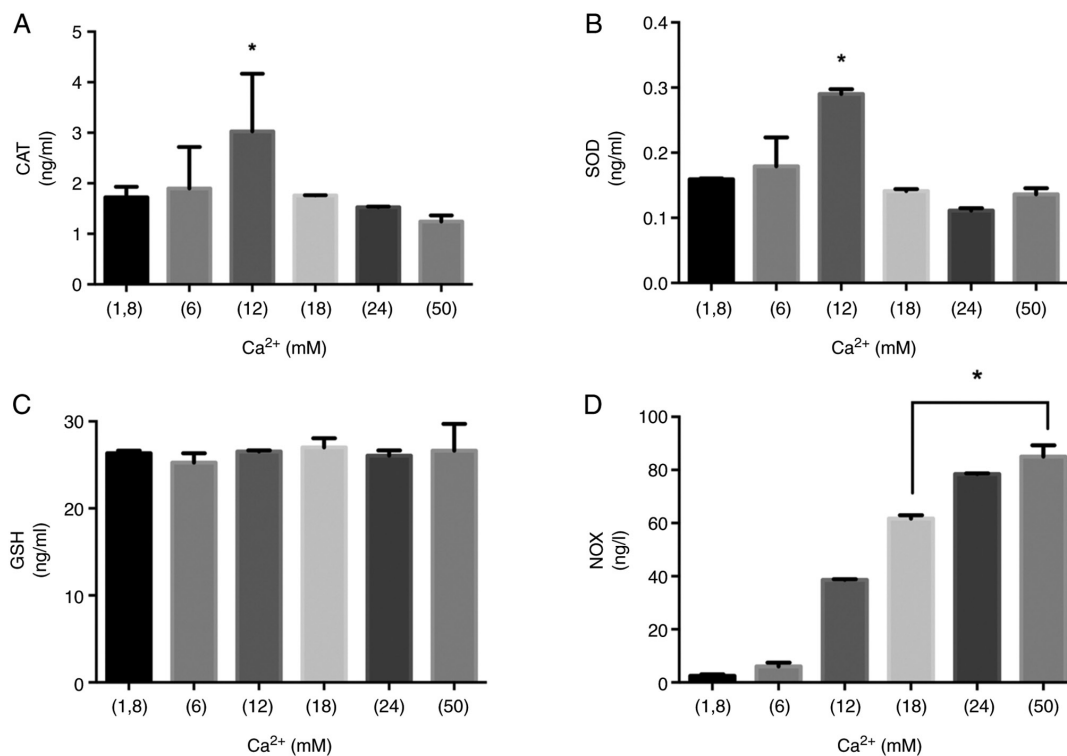 A
5
4
3
2
1
0
CAT
(ng/ml)
*
(1,8) (6) (12) (18) (24) (50)
Ca²⁺ (mM)
B
0.4
0.3
0.2
0.1
0.0
SOD
(ng/ml)
*
(1,8) (6) (12) (18) (24) (50)
Ca²⁺ (mM)
C
30
20
10
0
GSH
(ng/ml)
(1,8) (6) (12) (18) (24) (50)
Ca²⁺ (mM)
D
100
80
60
40
20
0
NOX
(ng/l)
*
(1,8) (6) (12) (18) (24) (50)
Ca²⁺ (mM)